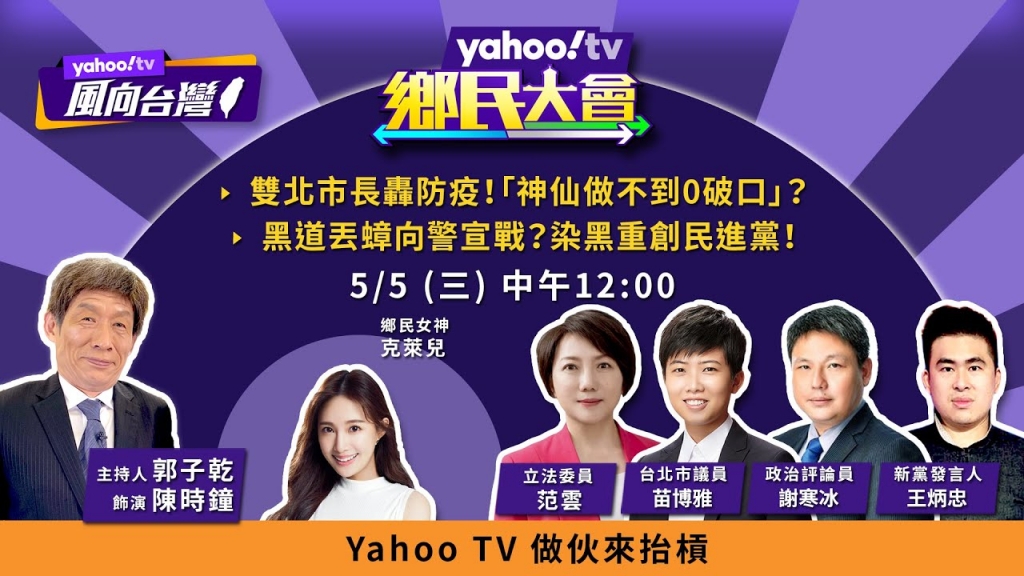 yahoo!tv
風向台灣
yahoo!tv
鄉民大會
雙北市長轟防疫!「神仙做不到0破口」?
黑道丟蟑向警宣戰?染黑重創民進黨!
5/5 (三) 中午12:00
鄉民女神
克萊兒
主持人 郭子乾
飾演 陳時鐘
立法委員
范雲
台北市議員
苗博雅
政治評論員
謝寒冰
新黨發言人
王炳忠
Yahoo TV 做伙來抬槓